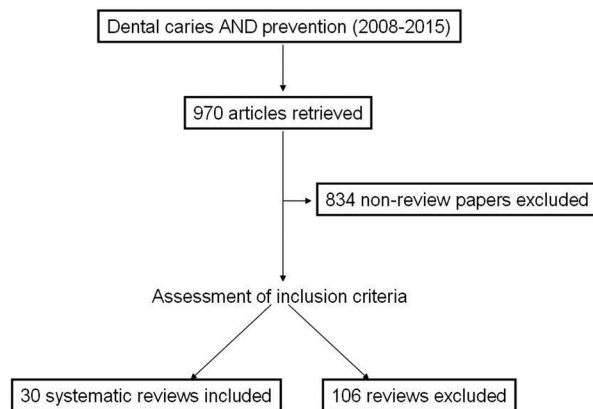 Dental caries AND prevention (2008-2015)
970 articles retrieved
834 non-review papers excluded
Assessment of inclusion criteria
30 systematic reviews included
106 reviews excluded